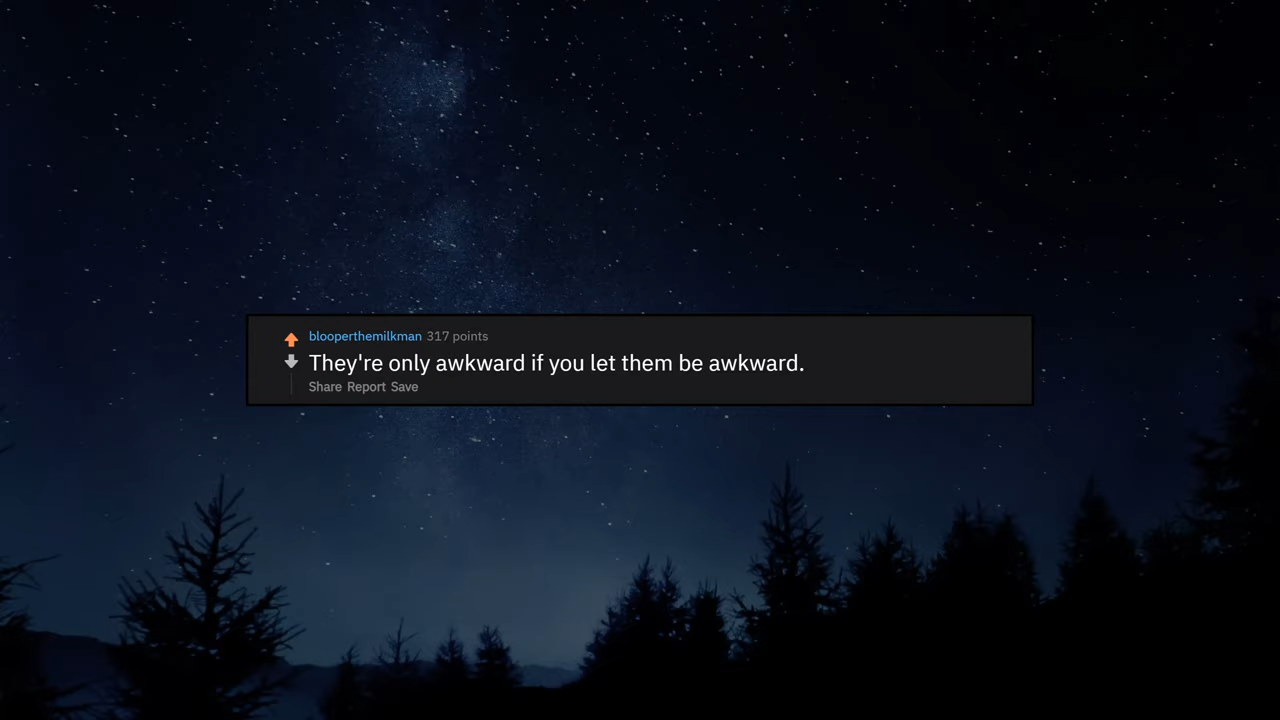 blooperthemilkman 317 points
They're only awkward if you let them be awkward.
Share Report Save